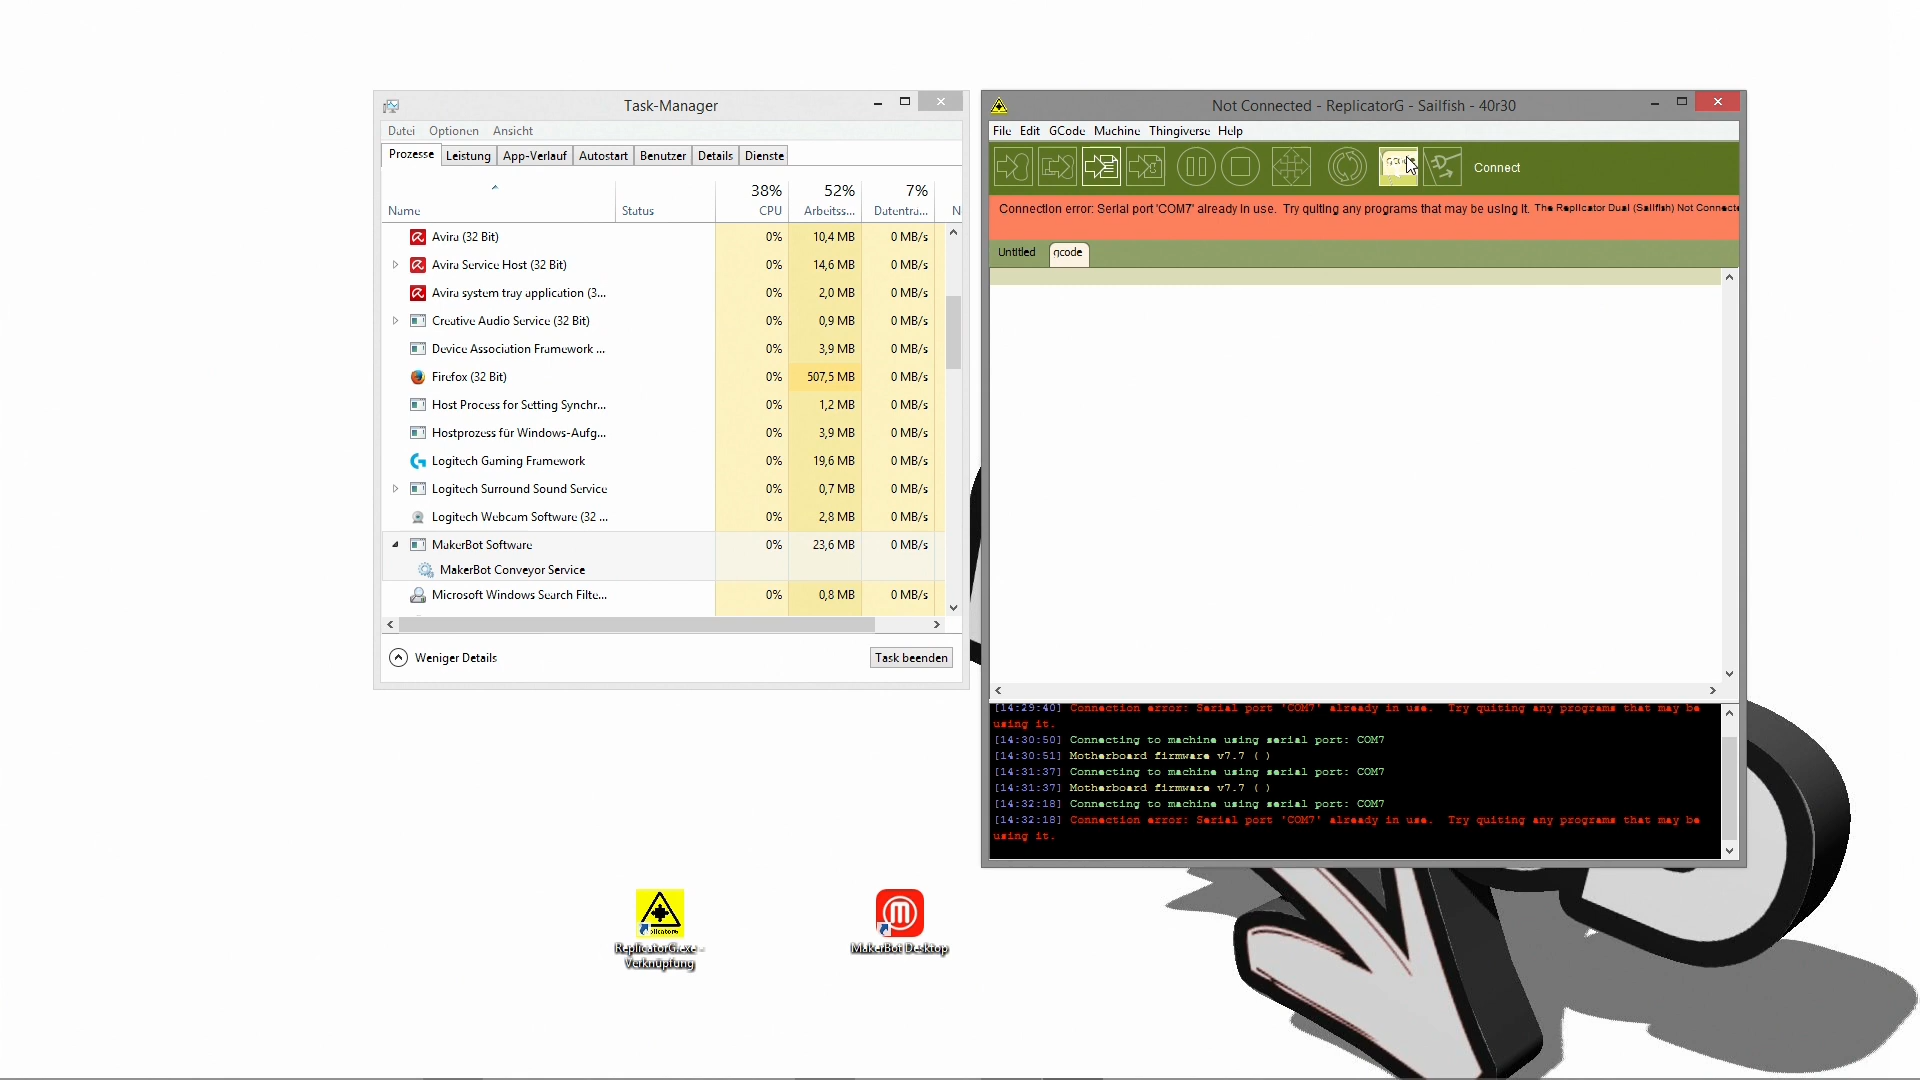 Task-Manager
Datei Optionen Ansicht
Prozesse Leistung App-Verlauf Autostart Benutzer Details Dienste
38% 52% 7%
Name Status CPU Arbeitss... Datentra... N
Avira (32 Bit) 0% 10,4 MB 0 MB/s
Avira Service Host (32 Bit) 0% 14,6 MB 0 MB/s
Avira system tray application (3... 0% 2,0 MB 0 MB/s
Creative Audio Service (32 Bit) 0% 0,9 MB 0 MB/s
Device Association Framework ... 0% 3,9 MB 0 MB/s
Firefox (32 Bit) 0% 507,5 MB 0 MB/s
Host Process for Setting Synchr... 0% 1,2 MB 0 MB/s
Hostprozess für Windows-Aufg... 0% 3,9 MB 0 MB/s
Logitech Gaming Framework 0% 19,6 MB 0 MB/s
Logitech Surround Sound Service 0% 0,7 MB 0 MB/s
Logitech Webcam Software (32 ... 0% 2,8 MB 0 MB/s
MakerBot Software 0% 23,6 MB 0 MB/s
MakerBot Conveyor Service
Microsoft Windows Search Filte... 0% 0,8 MB 0 MB/s
Weniger Details
Task beenden
Not Connected - ReplicatorG - Sailfish - 40r30
File Edit GCode Machine Thingiverse Help
Connect
Connection error: Serial port 'COM7' already in use. Try quiting any programs that may be using it. The Replicator Dual (Sailfish) Not Connecte
Untitled gcode
[14:29:40] Connection error: Serial port 'COM7' already in use. Try quiting any programs that may be
using it.
[14:30:50] Connecting to machine using serial port: COM7
[14:30:51] Motherboard firmware v7.7 ( )
[14:31:37] Connecting to machine using serial port: COM7
[14:31:37] Motherboard firmware v7.7 ( )
[14:32:18] Connecting to machine using serial port: COM7
[14:32:18] Connection error: Serial port 'COM7' already in use. Try quiting any programs that may be
using it.
ReplicatorG.exe -
Verknüpfung
MakerBot Desktop